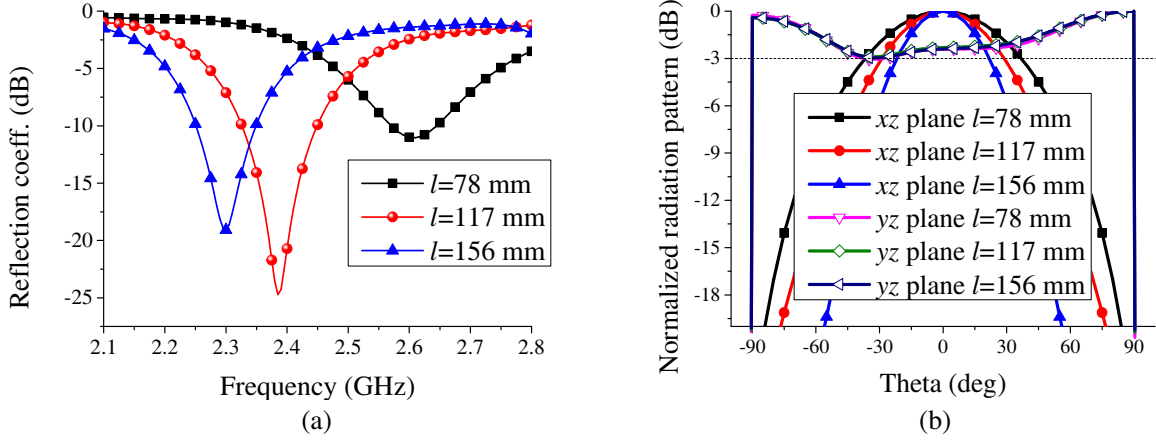 0
-5
-10
-15
-20
-25
2.1 2.2 2.3 2.4 2.5 2.6 2.7 2.8
Reflection coeff. (dB)
Frequency (GHz)
l=78 mm
l=117 mm
l=156 mm
(a)
0
-3
-6
-9
-12
-15
-18
-90 -60 -30 0 30 60 90
Normalized radiation pattern (dB)
Theta (deg)
xz plane l=78 mm
xz plane l=117 mm
xz plane l=156 mm
yz plane l=78 mm
yz plane l=117 mm
yz plane l=156 mm
(b)